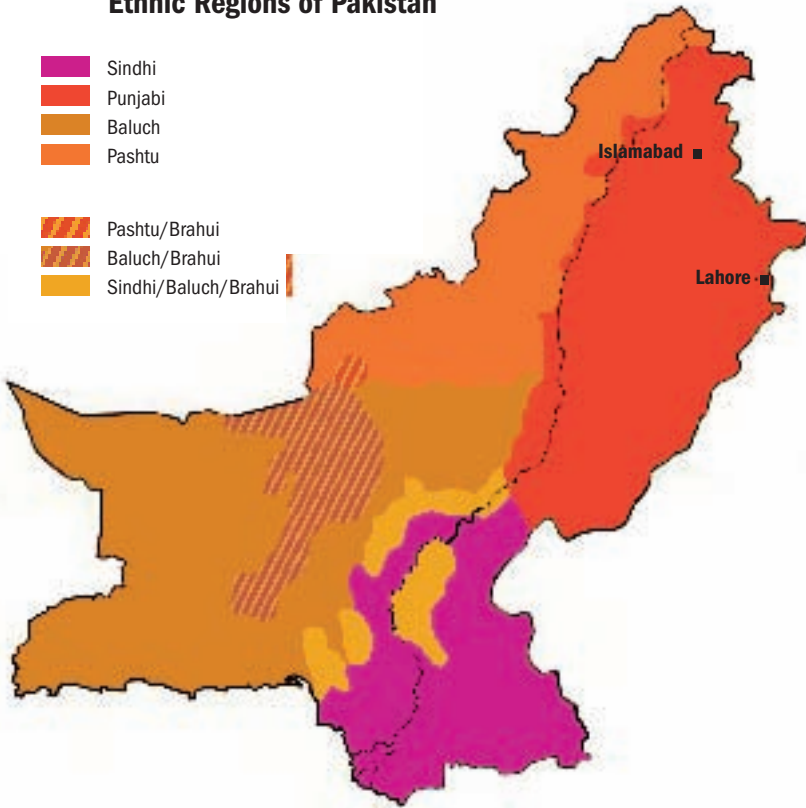 Ethnic Regions of Pakistan
Sindhi
Punjabi
Baluch
Pashtu
Pashtu/Brahui
Baluch/Brahui
Sindhi/Baluch/Brahui
Islamabad
Lahore